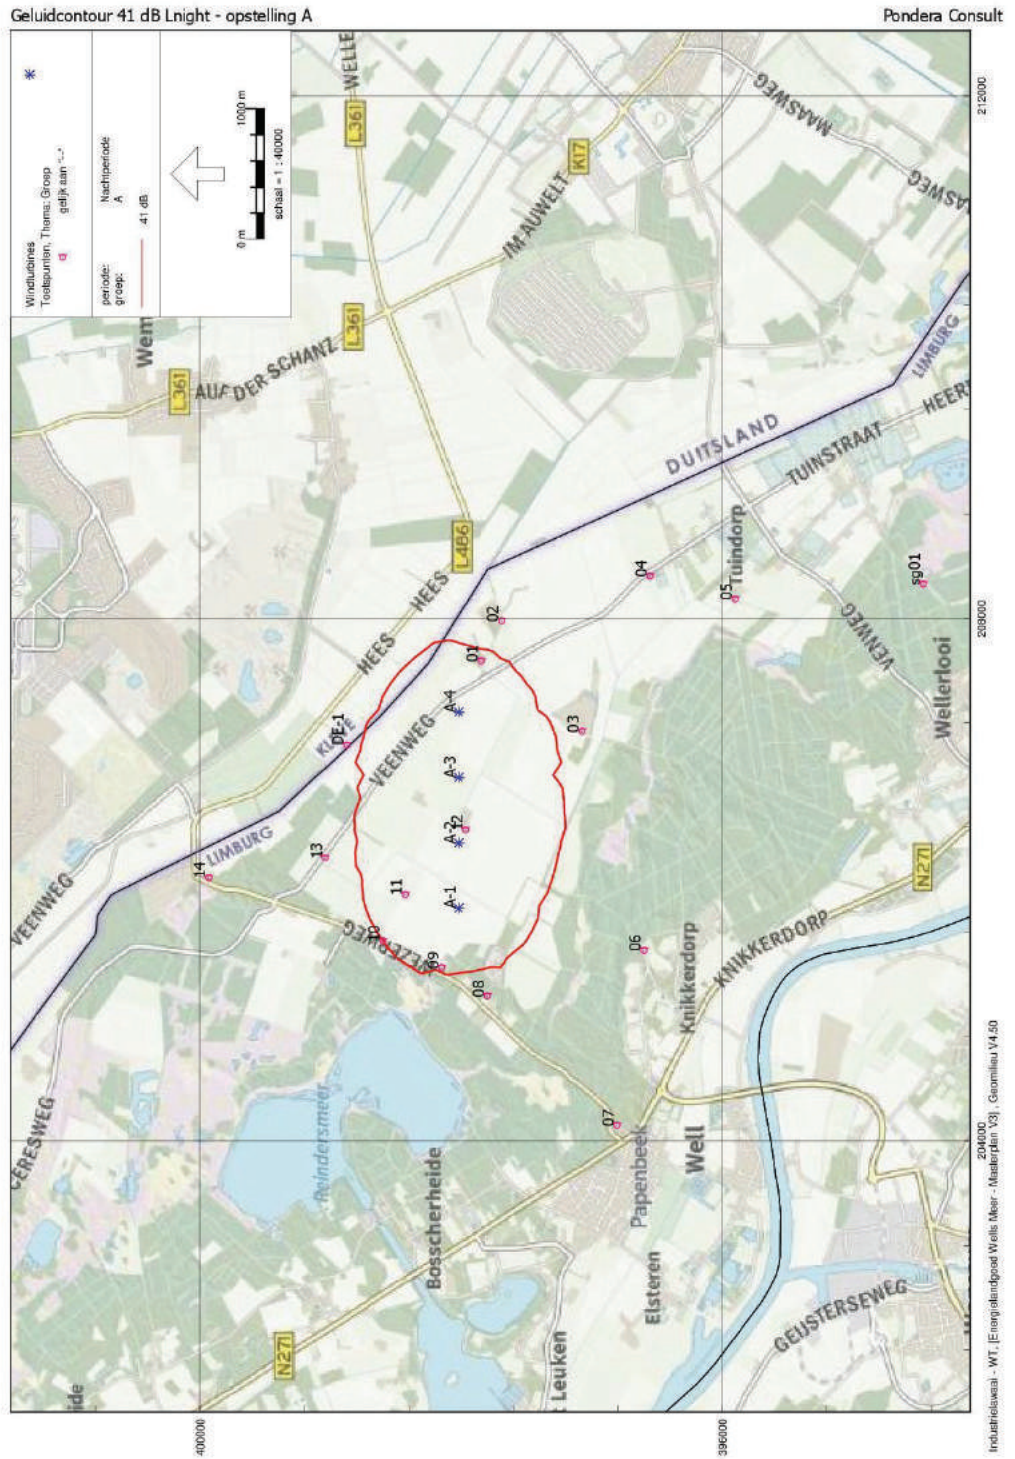 Geluidcontour 41 dB Lnight - opstelling A
Pondera Consult
Windturbines
Toetspunten, Thema: Groep
gelijk aan "--"
periode: Nachtperiode
groep: A
41 dB
0 m 1000 m
schaal = 1 : 40000
WELLE
L361
K17
IM AUWELT
MAASWEG
MAASWEG
212000
L361
Wem
L361
AUF DER SCHANZ
DUITSLAND
LIMBURG
HEER
TUINSTRAAT
L486
HEES
HEES
Tuindorp
04
05
sg01
02
01
208000
VENWEG
Wellerlooi
A-4
03
DE-1
VEENWEG
A-3
A-2
12
13
LIMBURG
14
VEENWEG
11
A-1
10
09
08
06
Knikkerdorp
KNIKKERDORP
N271
CERESWEG
Reindersmeer
07
204000
Papenbeek
Well
Bosscherheide
Elsteren
GEIJSTERSEWEG
N271
t Leuken
ide
400000
396000
Industrielawaai - WT, [Energielandgoed Wells Meer - Masterplan V3] , Geomilieu V4.50